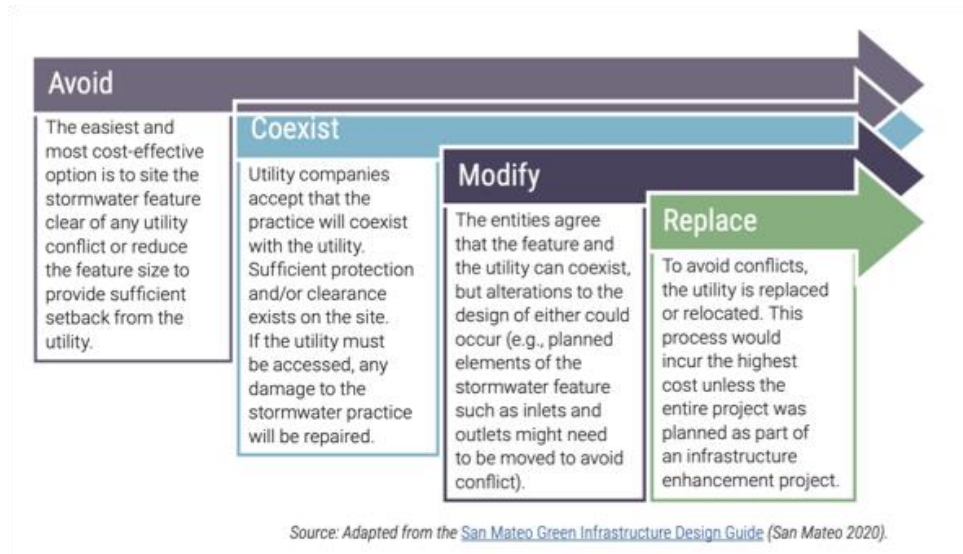 Avoid
The easiest and
most cost-effective
option is to site the
stormwater feature
clear of any utility
conflict or reduce
the feature size to
provide sufficient
setback from the
utility.
Coexist
Utility companies
accept that the
practice will coexist
with the utility.
Sufficient protection
and/or clearance
exists on the site.
If the utility must
be accessed, any
damage to the
stormwater practice
will be repaired.
Modify
The entities agree
that the feature and
the utility can coexist,
but alterations to the
design of either could
occur (e.g., planned
elements of the
stormwater feature
such as inlets and
outlets might need
to be moved to avoid
conflict).
Replace
To avoid conflicts,
the utility is replaced
or relocated. This
process would
incur the highest
cost unless the
entire project was
planned as part of
an infrastructure
enhancement project.
Source: Adapted from the San Mateo Green Infrastructure Design Guide (San Mateo 2020).